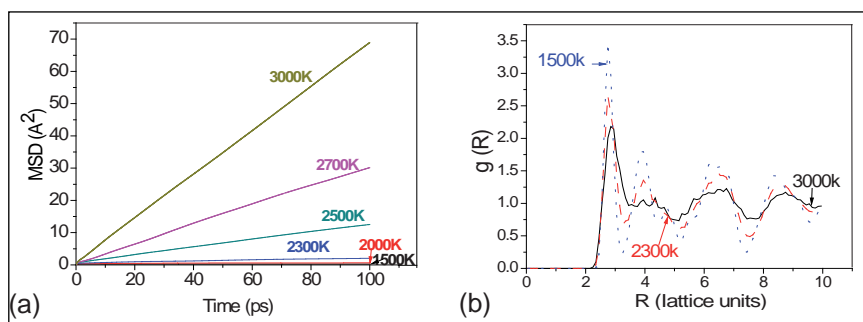 70
60
50
40
30
20
10
0
MSD (A²)
3000K
2700K
2500K
2300K
2000K
1500K
0 20 40 60 80 100
Time (ps)
(a)
3.5
3.0
2.5
2.0
1.5
1.0
0.5
0.0
g (R)
1500k
3000k
2300k
0 2 4 6 8 10
R (lattice units)
(b)